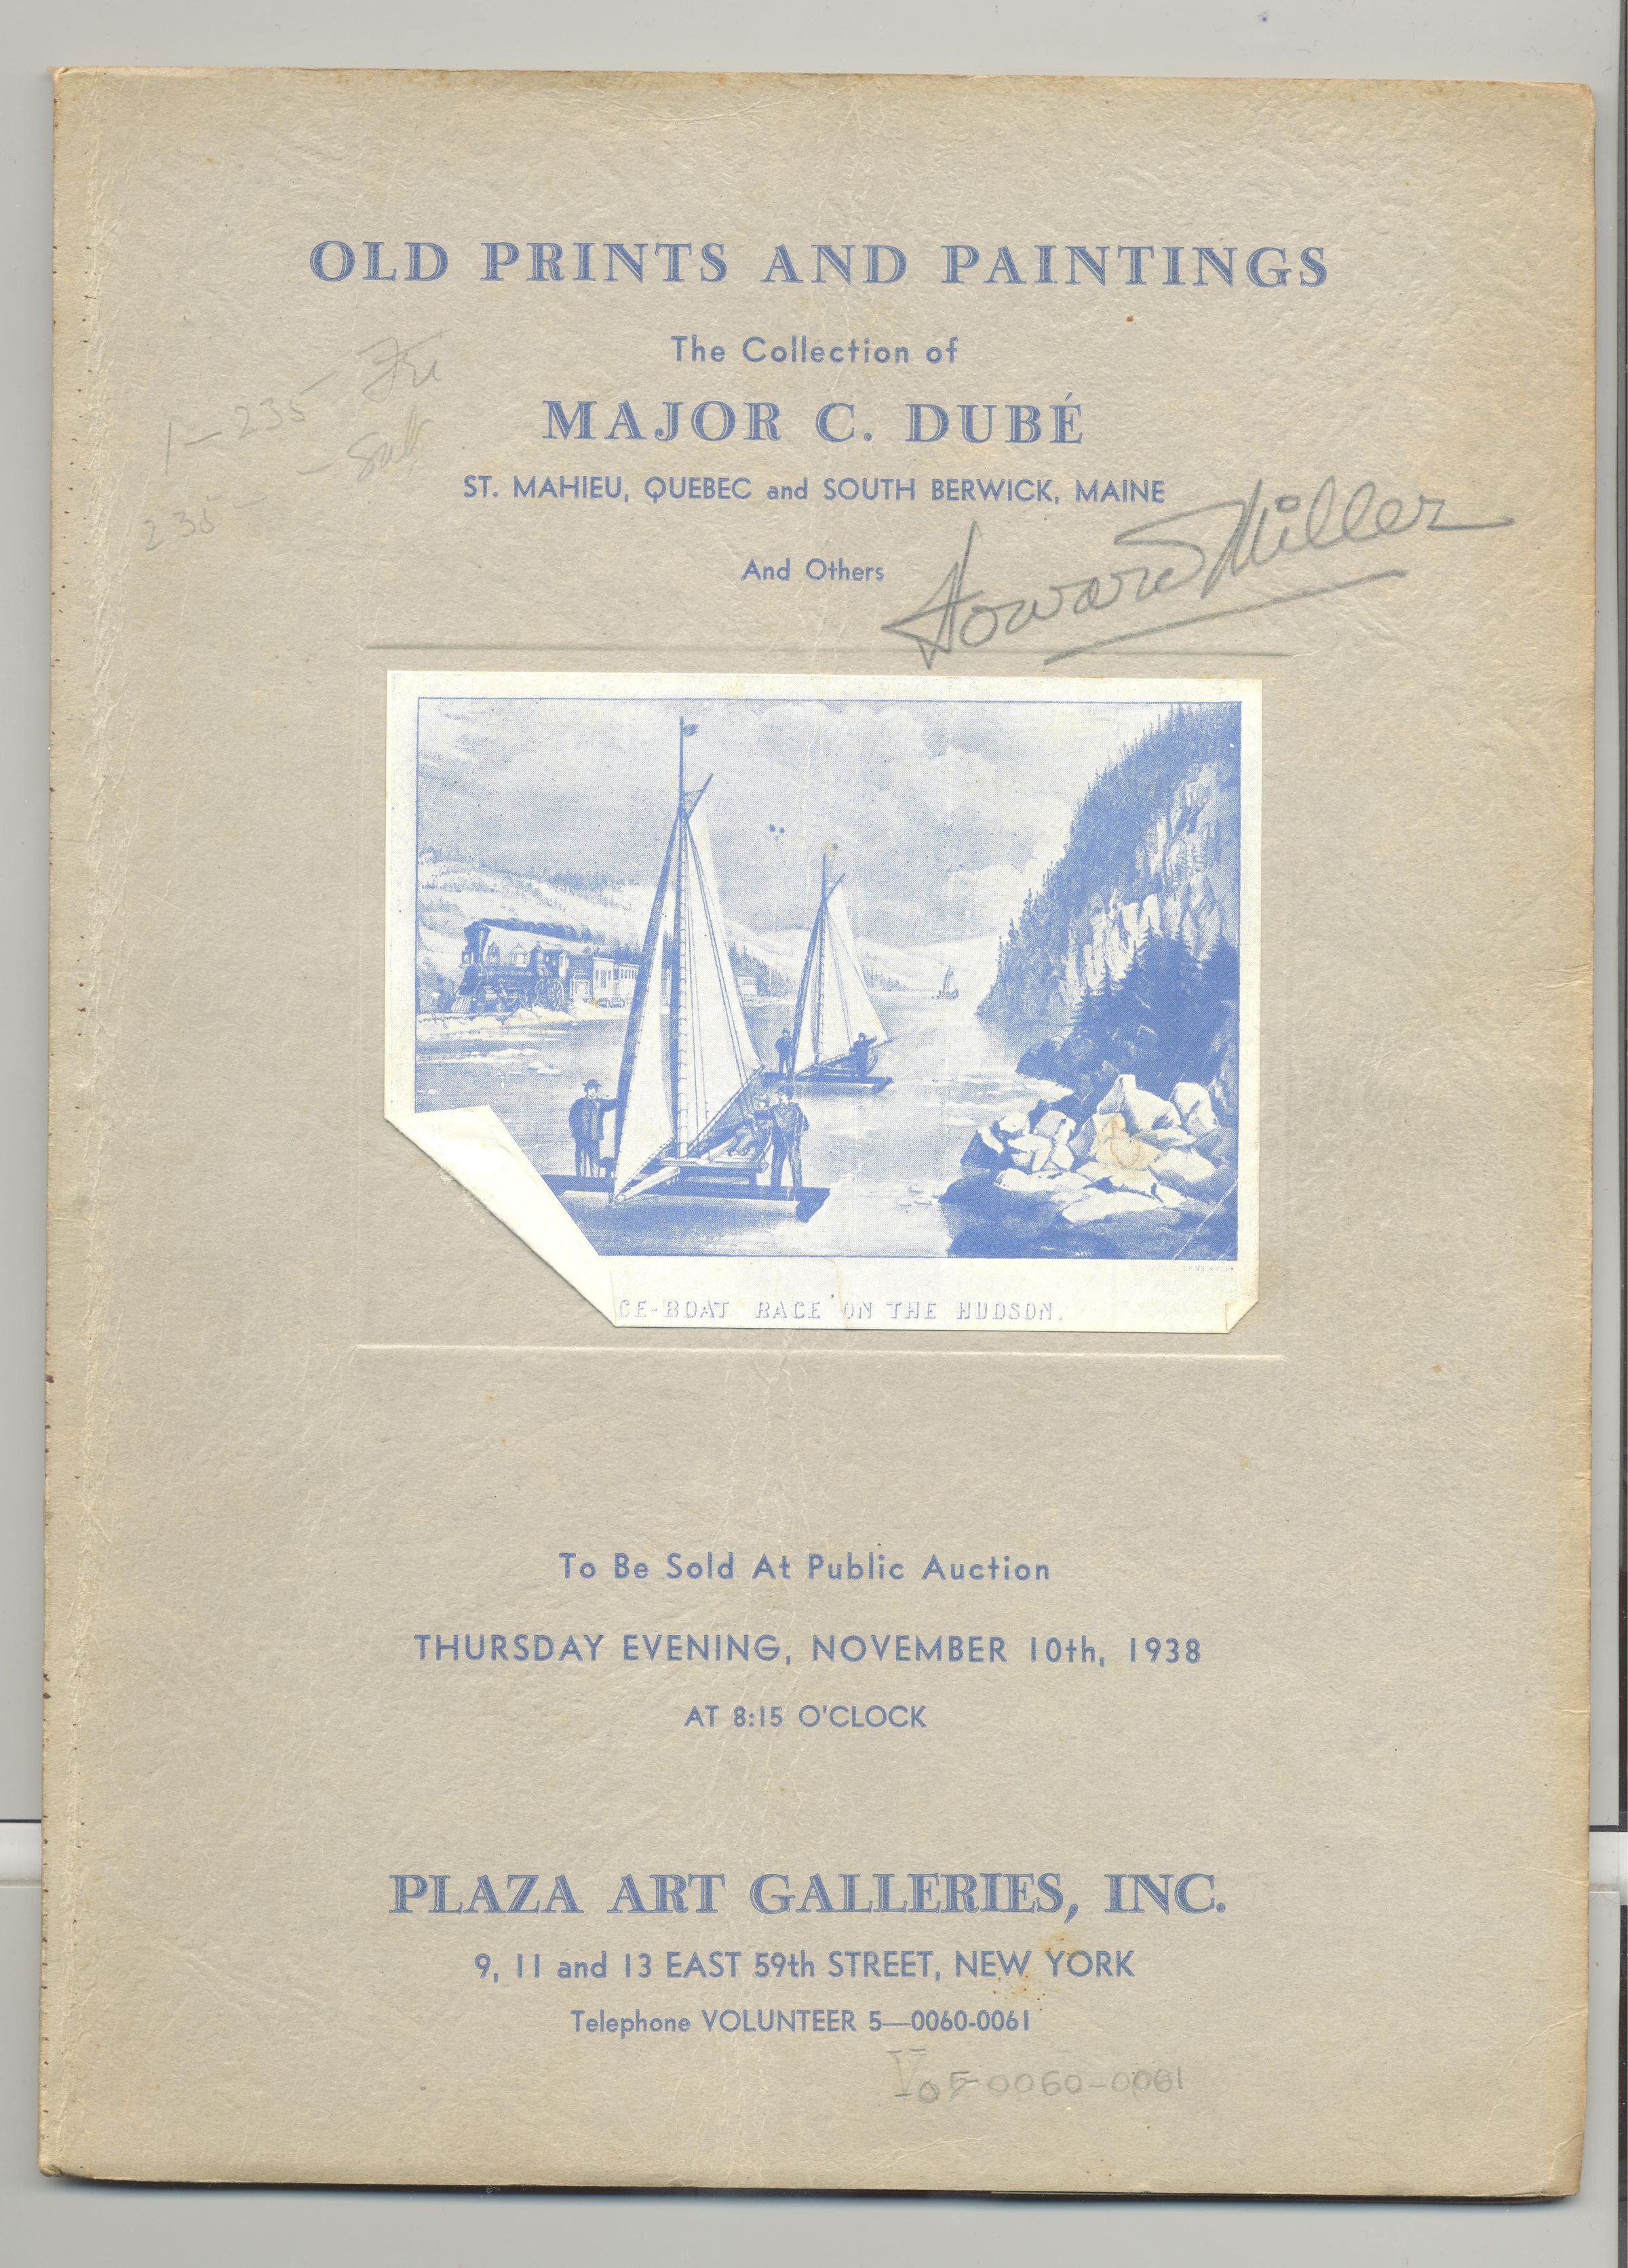 OLD PRINTS AND PAINTINGS
The Collection of
MAJOR C. DUBÉ
ST. MAHIEU, QUEBEC and SOUTH BERWICK, MAINE
And Others
1-235- Fri
235-
- Sat
Howard Miller
CE-BOAT RACE ON THE HUDSON.
To Be Sold At Public Auction
THURSDAY EVENING, NOVEMBER 10th, 1938
AT 8:15 O'CLOCK
PLAZA ART GALLERIES, INC.
9, 11 and 13 EAST 59th STREET, NEW YORK
Telephone VOLUNTEER 5—0060-0061
Vo 5-0060-0061